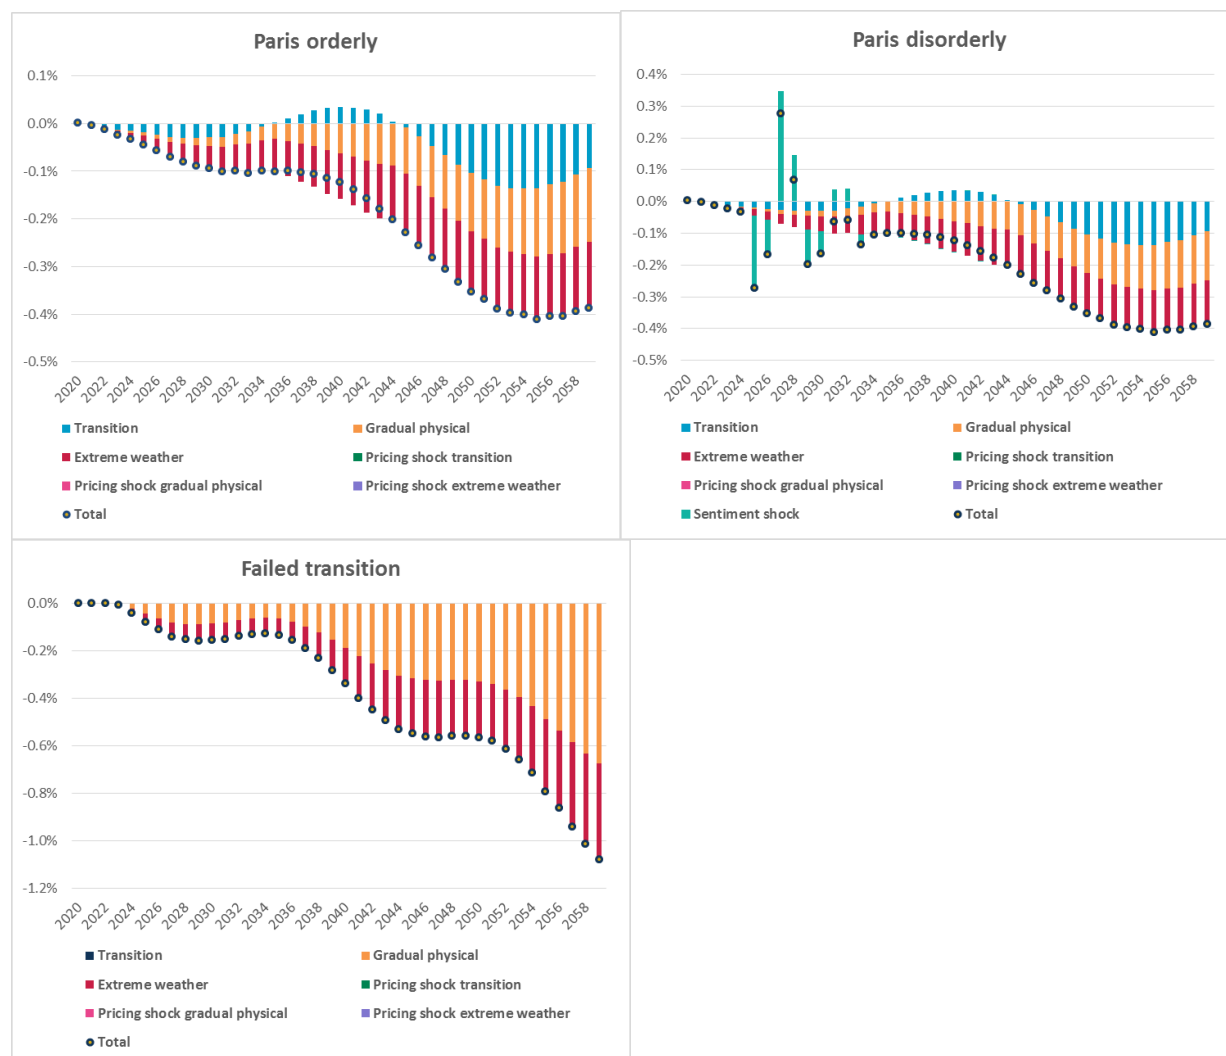 Paris orderly
0.1%
0.0%
-0.1%
-0.2%
-0.3%
-0.4%
-0.5%
2020 2022 2024 2026 2028 2030 2032 2034 2036 2038 2040 2042 2044 2046 2048 2050 2052 2054 2056 2058
Transition Gradual physical
Extreme weather Pricing shock transition
Pricing shock gradual physical Pricing shock extreme weather
Total
Paris disorderly
0.4%
0.3%
0.2%
0.1%
0.0%
-0.1%
-0.2%
-0.3%
-0.4%
-0.5%
2020 2022 2024 2026 2028 2030 2032 2034 2036 2038 2040 2042 2044 2046 2048 2050 2052 2054 2056 2058
Transition Gradual physical
Extreme weather Pricing shock transition
Pricing shock gradual physical Pricing shock extreme weather
Sentiment shock Total
Failed transition
0.0%
-0.2%
-0.4%
-0.6%
-0.8%
-1.0%
-1.2%
2020 2022 2024 2026 2028 2030 2032 2034 2036 2038 2040 2042 2044 2046 2048 2050 2052 2054 2056 2058
Transition Gradual physical
Extreme weather Pricing shock transition
Pricing shock gradual physical Pricing shock extreme weather
Total